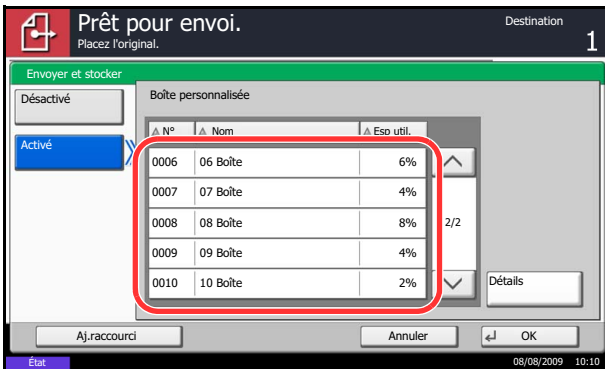 Prêt pour envoi.
Placez l'original.
Destination
1
Envoyer et stocker
Désactivé
Activé
Boîte personnalisée
N° Nom Esp util.
0006 06 Boîte 6%
0007 07 Boîte 4%
0008 08 Boîte 8%
0009 09 Boîte 4%
0010 10 Boîte 2%
2/2
Détails
Aj.raccourci
Annuler
OK
État
08/08/2009 10:10